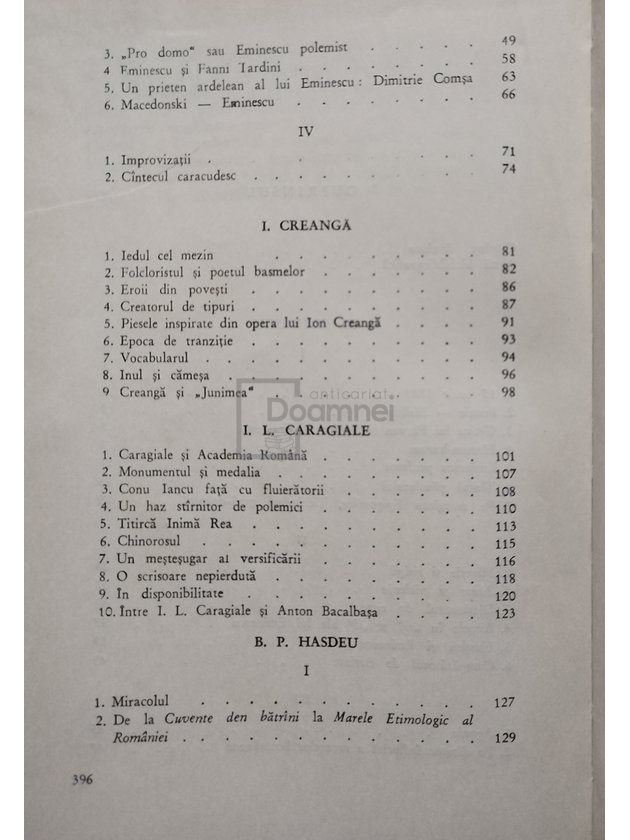 3. „Pro domo“ sau Eminescu polemist . . . . . 49
4 Eminescu și Fanni Tardini . . . . . . . 58
5. Un prieten ardelean al lui Eminescu : Dimitrie Comșa 63
6. Macedonski — Eminescu . . . . . . . 66
IV
1. Improvizații . . . . . . . . . 71
2. Cîntecul caracudesc . . . . . . . . . 74
I. CREANGĂ
1. Iedul cel mezin . . . . . . . . 81
2. Folcloristul și poetul basmelor . . . . . . . 82
3. Eroii din povești . . . . . . . . . 86
4. Creatorul de tipuri . . . . . . . . . 87
5. Piesele inspirate din opera lui Ion Creangă . . . . 91
6. Epoca de tranziție . . . . . . . . . 93
7. Vocabularul . . . . . . . . . . . 94
8. Inul și cămeșa . . . . . . . . . . 96
9 Creangă și „Junimea“ . . . . . . . . 98
anticariat
Doamnei
I. L. CARAGIALE
1. Caragiale și Academia Română . . . . . . 101
2. Monumentul și medalia . . . . . . . . 107
3. Conu Iancu față cu fluierătorii . . . . . . 108
4. Un haz stîrnitor de polemici . . . . . . . 110
5. Titircă Inimă Rea . . . . . . . . . 113
6. Chinorosul . . . . . . . . . . . 115
7. Un meșteșugar al versificării . . . . . . . 116
8. O scrisoare nepierdută . . . . . . . . 118
9. În disponibilitate . . . . . . . . . . 120
10. Între I. L. Caragiale și Anton Bacalbașa . . . . 123
B. P. HASDEU
I
1. Miracolul . . . . . . . . . . . 127
2. De la Cuvente den bătrîni la Marele Etimologic al
României . . . . . . . . . . . . 129
396